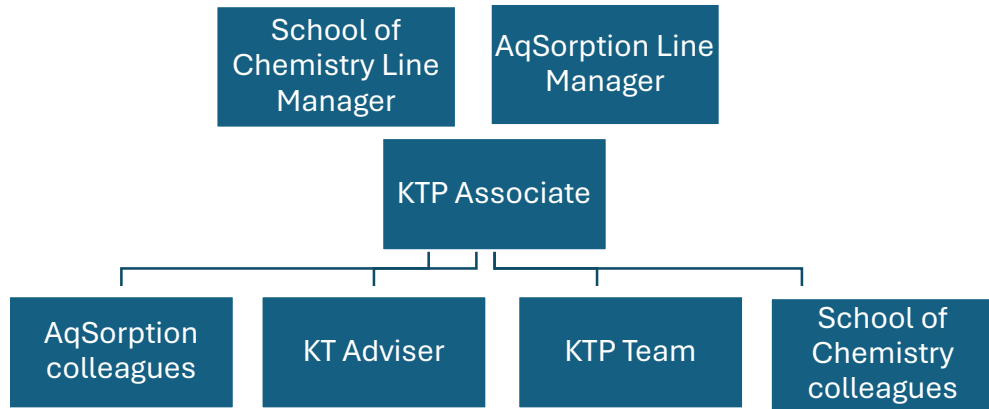 School of
Chemistry Line
Manager
AqSorption Line
Manager
KTP Associate
AqSorption
colleagues
KT Adviser
KTP Team
School of
Chemistry
colleagues